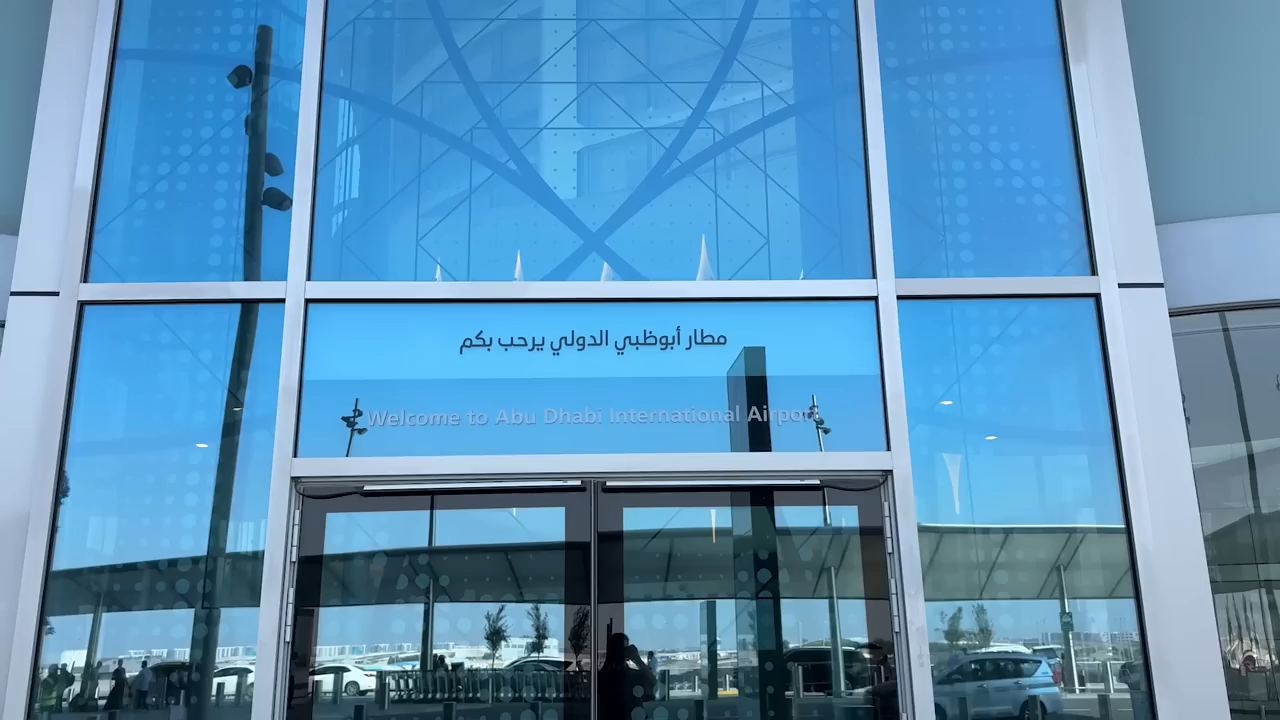 مطار أبوظبي الدولي يرحب بكم
Welcome to Abu Dhabi International Airport